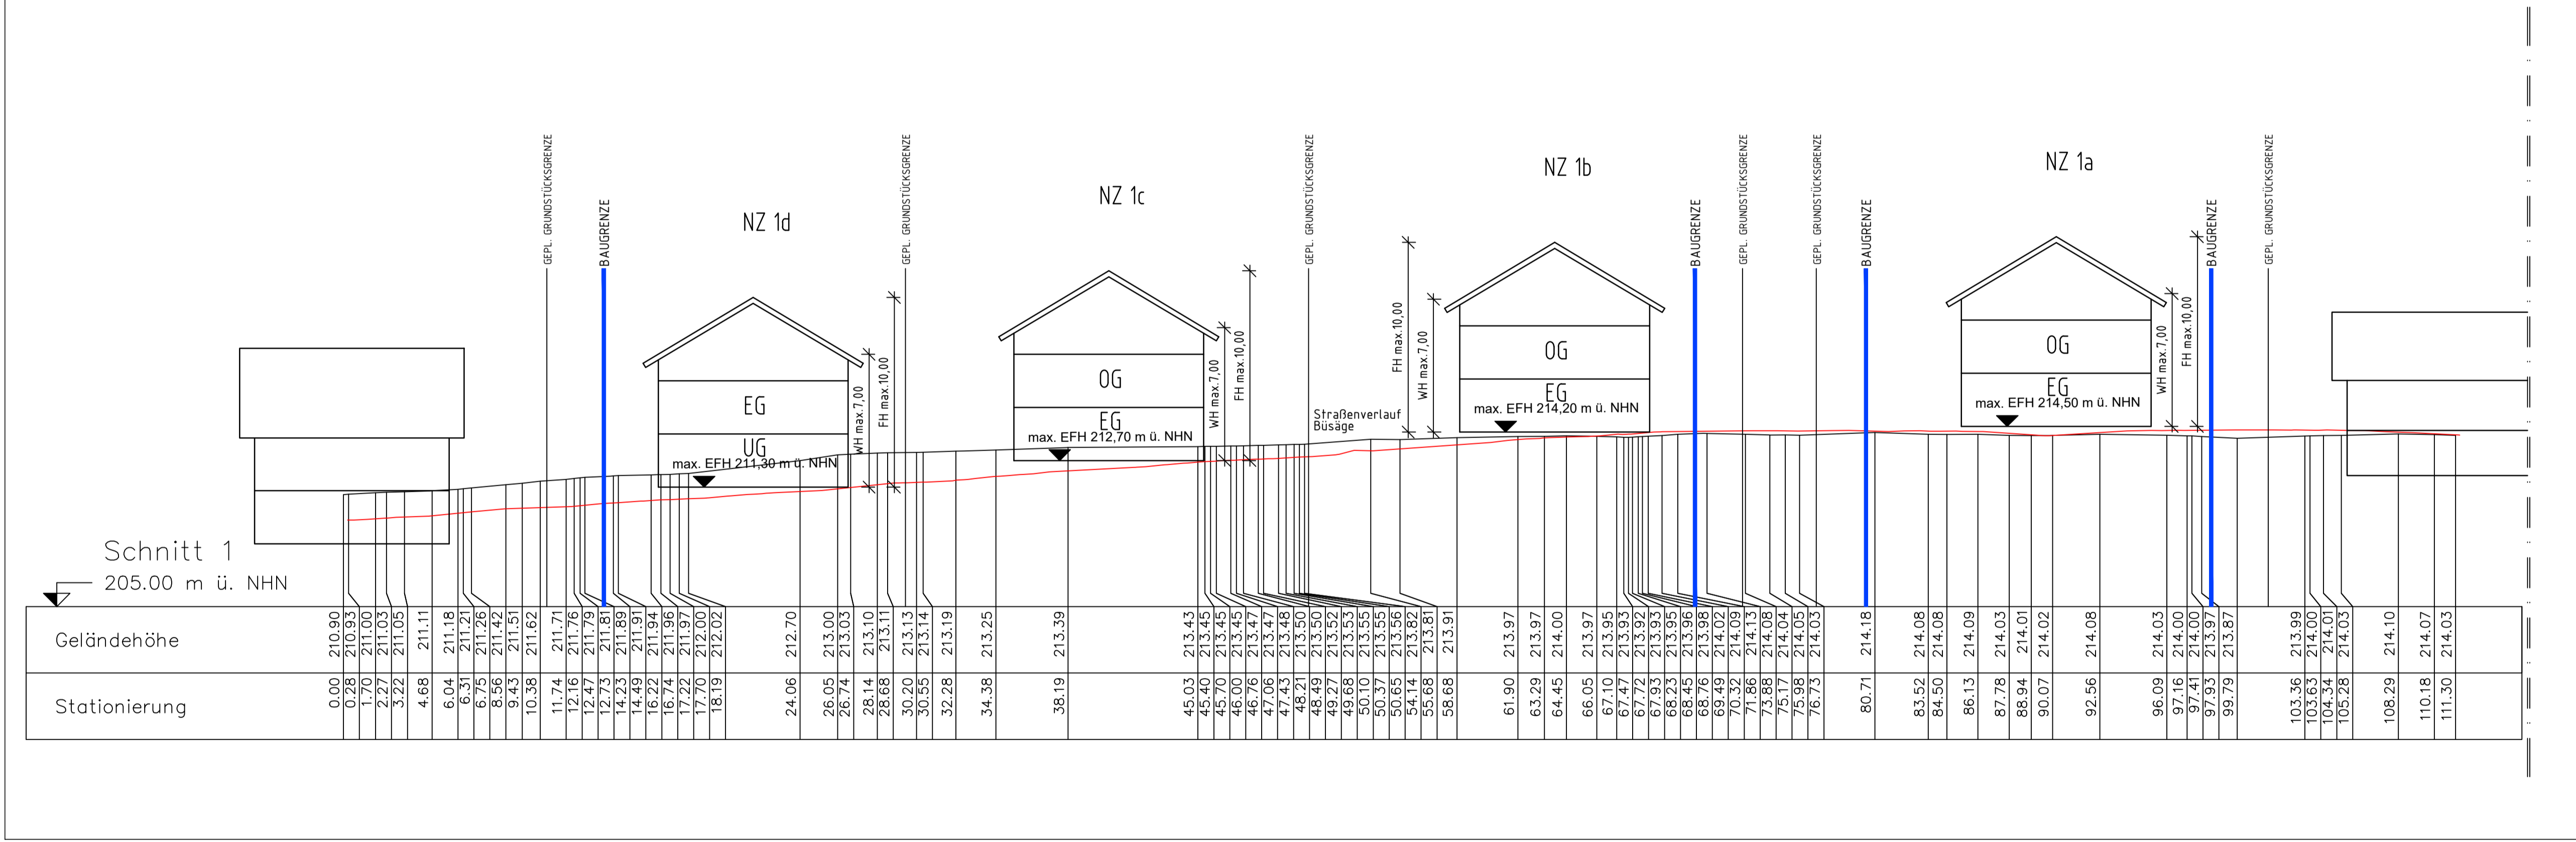 GEPL. GRUNDSTÜCKSGRENZE
BAUGRENZE
NZ 1d
GEPL. GRUNDSTÜCKSGRENZE
NZ 1c
GEPL. GRUNDSTÜCKSGRENZE
NZ 1b
BAUGRENZE
GEPL. GRUNDSTÜCKSGRENZE
GEPL. GRUNDSTÜCKSGRENZE
BAUGRENZE
NZ 1a
BAUGRENZE
GEPL. GRUNDSTÜCKSGRENZE
EG
UG
max. EFH 211,30 m ü. NHN
WH max.7,00
FH max.10,00
OG
EG
max. EFH 212,70 m ü. NHN
WH max.7,00
FH max.10,00
Straßenverlauf
Büsäge
FH max.10,00
WH max.7,00
OG
EG
max. EFH 214,20 m ü. NHN
OG
EG
max. EFH 214,50 m ü. NHN
WH max.7,00
FH max.10,00
Schnitt 1
205.00 m ü. NHN
Geländehöhe 210.90 210.93 211.00 211.03 211.05 211.11 211.18 211.21 211.26 211.42 211.51 211.62 211.71 211.76 211.79 211.81 211.89 211.91 211.94 211.96 211.97 212.00 212.02 212.70 213.00 213.03 213.10 213.11 213.13 213.14 213.19 213.25 213.39 213.43 213.45 213.45 213.45 213.47 213.47 213.48 213.50 213.50 213.52 213.53 213.55 213.55 213.56 213.82 213.81 213.91 213.97 213.97 214.00 213.97 213.95 213.93 213.92 213.93 213.95 213.96 213.98 214.02 214.09 214.13 214.08 214.04 214.05 214.03 214.18 214.08 214.08 214.09 214.03 214.01 214.02 214.08 214.03 214.00 214.00 213.97 213.87 213.99 214.00 214.01 214.03 214.10 214.07 214.03
Stationierung 0.00 0.28 1.70 2.27 3.22 4.68 6.04 6.31 6.75 8.56 9.43 10.38 11.74 12.16 12.47 12.73 14.23 14.49 16.22 16.74 17.22 17.70 18.19 24.06 26.05 26.74 28.14 28.68 30.20 30.55 32.28 34.38 38.19 45.03 45.40 45.70 46.00 46.76 47.06 47.43 48.21 48.49 49.27 49.68 50.10 50.37 50.65 54.14 55.68 58.68 61.90 63.29 64.45 66.05 67.10 67.47 67.72 67.93 68.23 68.45 68.76 69.49 70.32 71.86 73.88 75.17 75.98 76.73 80.71 83.52 84.50 86.13 87.78 88.94 90.07 92.56 96.09 97.16 97.41 97.93 99.79 103.36 103.63 104.34 105.28 108.29 110.18 111.30